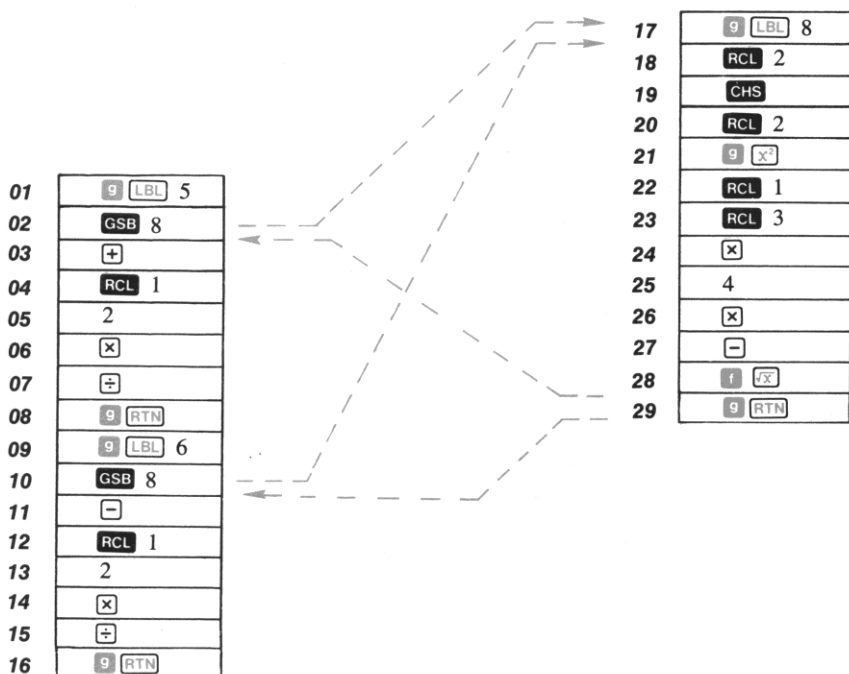 01 g LBL 5
02 GSB 8
03 +
04 RCL 1
05 2
06 ×
07 ÷
08 g RTN
09 g LBL 6
10 GSB 8
11 −
12 RCL 1
13 2
14 ×
15 ÷
16 g RTN
17 g LBL 8
18 RCL 2
19 CHS
20 RCL 2
21 g x²
22 RCL 1
23 RCL 3
24 ×
25 4
26 ×
27 −
28 f √x
29 g RTN